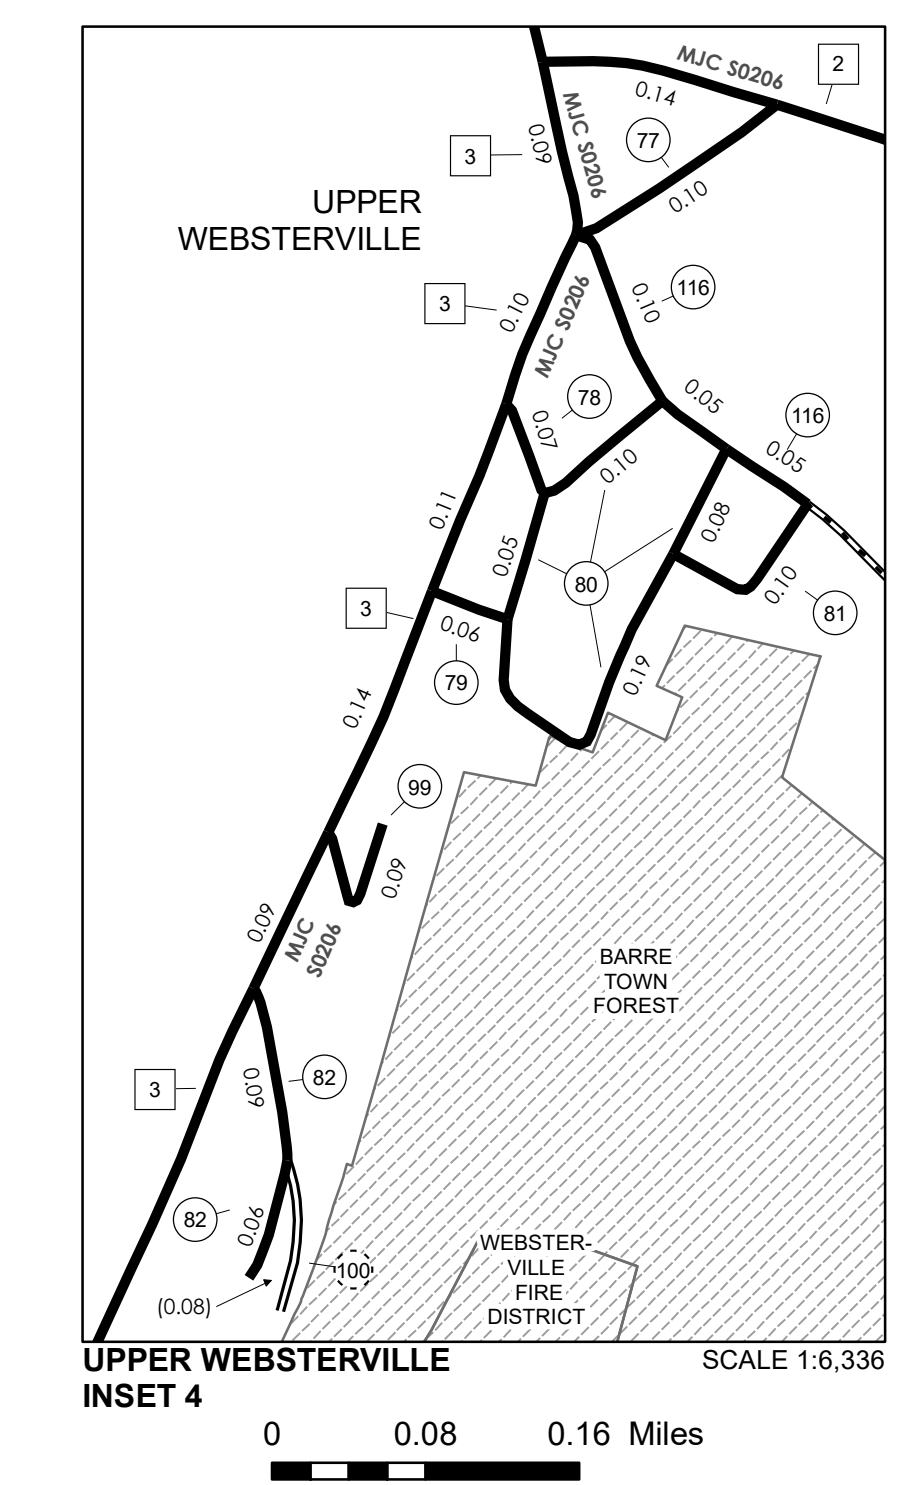 MJC S0206
2
0.14
MJC S0206
77
0.09
3
0.10
UPPER
WEBSTERVILLE
116
0.10
3
0.10
MJC S0206
78
0.05
116
0.07
0.05
0.10
0.11
0.08
0.05
80
0.10
81
3
0.06
79
0.19
0.14
99
0.09
0.09
MJC
S0206
BARRE
TOWN
FOREST
82
0.09
3
82
0.06
WEBSTER-
VILLE
FIRE
DISTRICT
100
(0.08)
UPPER WEBSTERVILLE
INSET 4
SCALE 1:6,336
0 0.08 0.16 Miles